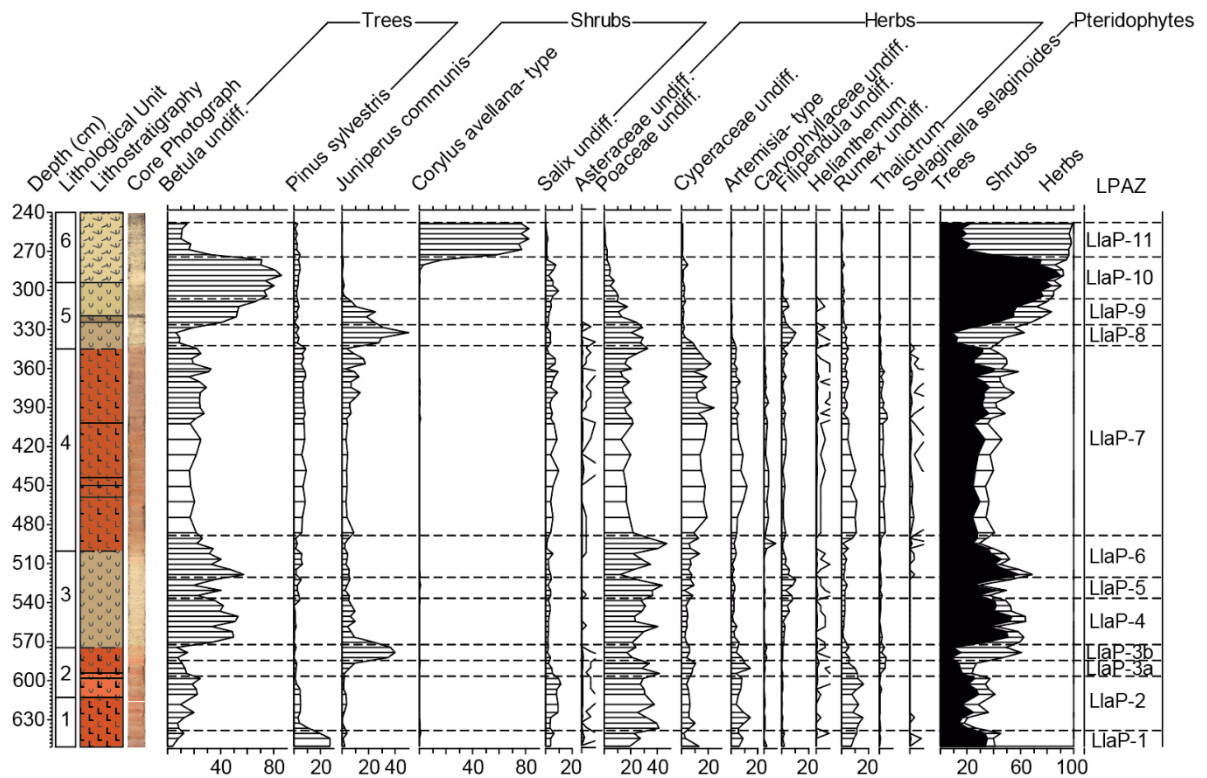 Trees
Shrubs
Herbs
Pteridophytes
Depth (cm)
Lithological Unit
Lithostratigraphy
Core Photograph
Betula undiff.
Pinus sylvestris
Juniperus communis
Corylus avellana- type
Salix undiff.
Asteraceae undiff.
Poaceae undiff.
Cyperaceae undiff.
Artemisia- type
Caryophyllaceae undiff.
Filipendula undiff.
Helianthemum
Rumex undiff.
Thalictrum
Selaginella selaginoides
Trees
Shrubs
Herbs
LPAZ
240
270
300
330
360
390
420
450
480
510
540
570
600
630
6
5
4
3
2
1
LlaP-11
LlaP-10
LlaP-9
LlaP-8
LlaP-7
LlaP-6
LlaP-5
LlaP-4
LlaP-3b
LlaP-3a
LlaP-2
LlaP-1
40 80 20 20 40 40 80 20 20 40 20 20 20 20 40 60 80 100